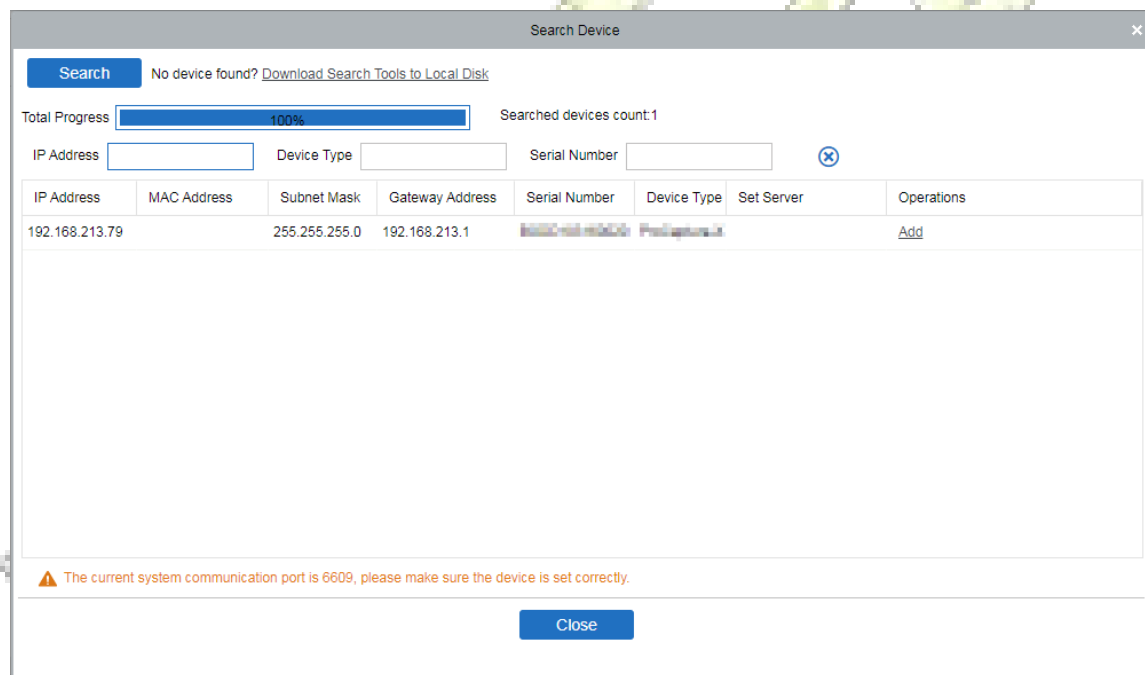 Search Device
Search No device found? Download Search Tools to Local Disk
Total Progress 100% Searched devices count:1
IP Address Device Type Serial Number
IP Address MAC Address Subnet Mask Gateway Address Serial Number Device Type Set Server Operations
192.168.213.79 255.255.255.0 192.168.213.1 Add
The current system communication port is 6609, please make sure the device is set correctly.
Close